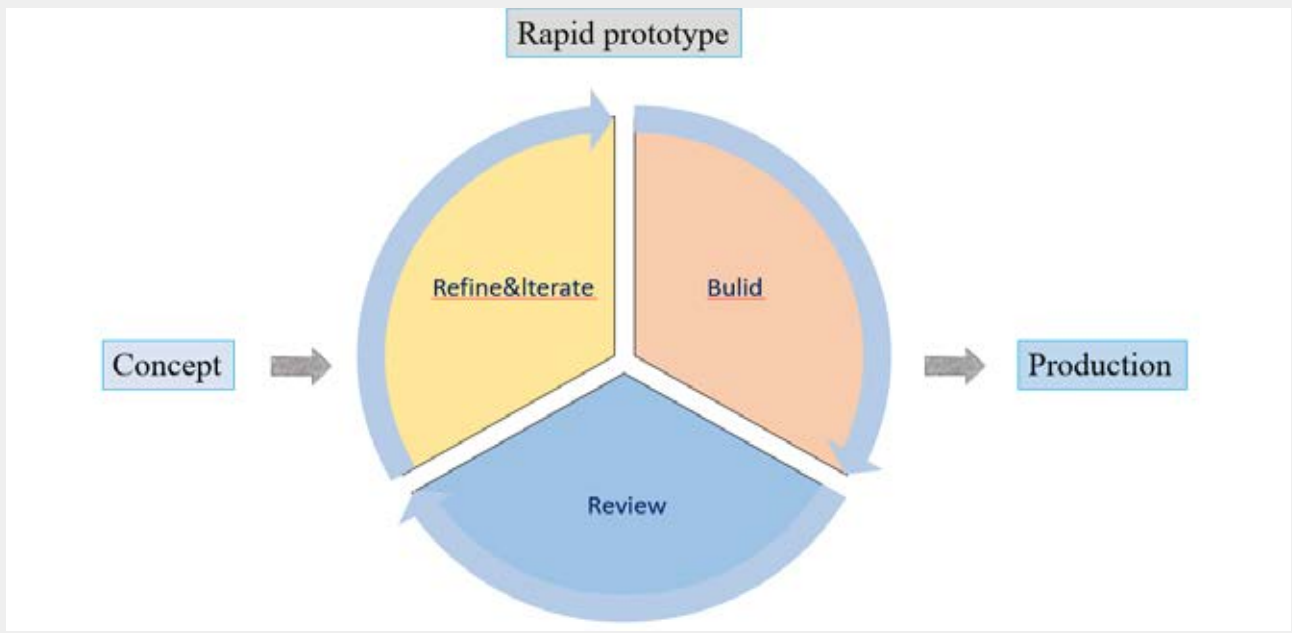 Rapid prototype
Refine&Iterate
Bulid
Concept
Production
Review